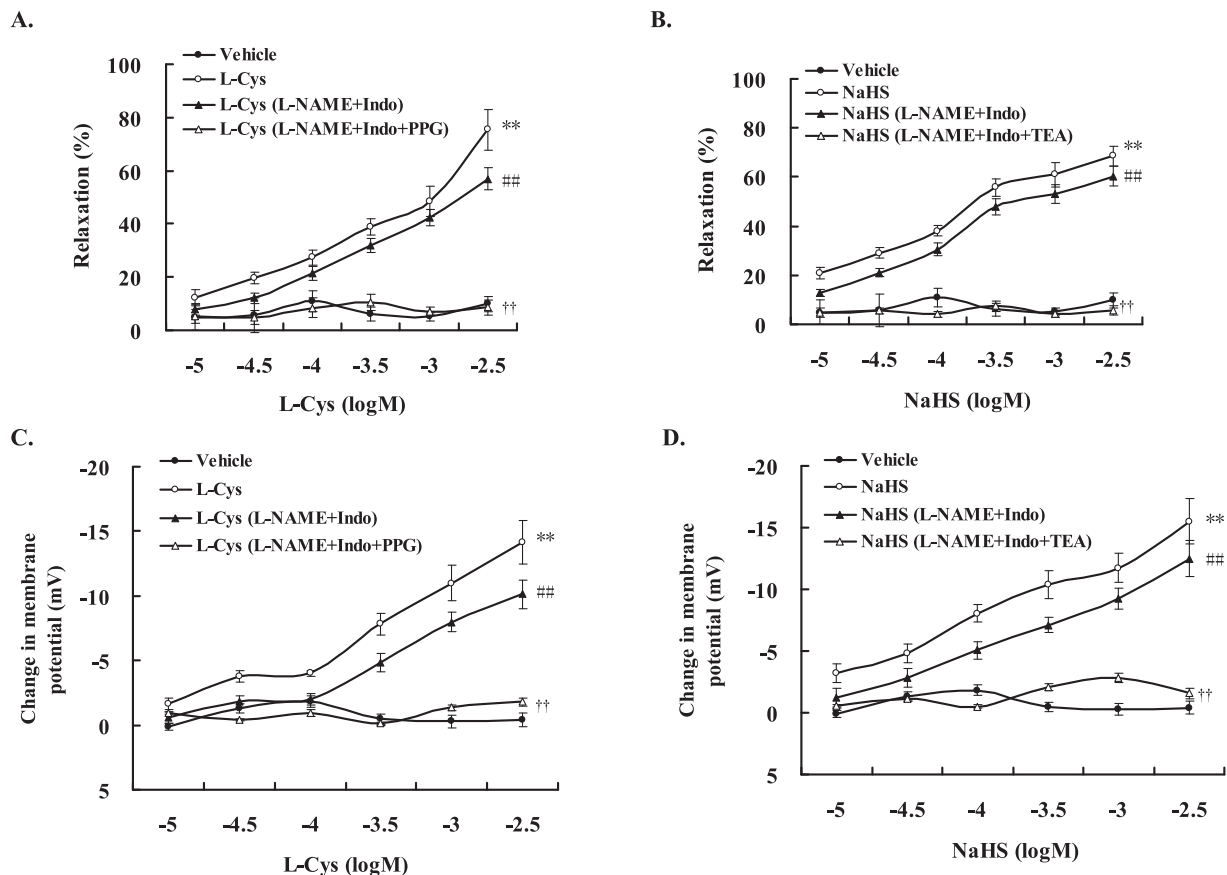 A.
Vehicle
L-Cys
L-Cys (L-NAME+Indo)
L-Cys (L-NAME+Indo+PPG)
Relaxation (%)
100
80
60
40
20
0
**
##
††
-5 -4.5 -4 -3.5 -3 -2.5
L-Cys (logM)
B.
Vehicle
NaHS
NaHS (L-NAME+Indo)
NaHS (L-NAME+Indo+TEA)
Relaxation (%)
100
80
60
40
20
0
**
##
††
-5 -4.5 -4 -3.5 -3 -2.5
NaHS (logM)
C.
Vehicle
L-Cys
L-Cys (L-NAME+Indo)
L-Cys (L-NAME+Indo+PPG)
Change in membrane
potential (mV)
-20
-15
-10
-5
0
5
**
##
††
-5 -4.5 -4 -3.5 -3 -2.5
L-Cys (logM)
D.
Vehicle
NaHS
NaHS (L-NAME+Indo)
NaHS (L-NAME+Indo+TEA)
Change in membrane
potential (mV)
-20
-15
-10
-5
0
5
**
##
††
-5 -4.5 -4 -3.5 -3 -2.5
NaHS (logM)